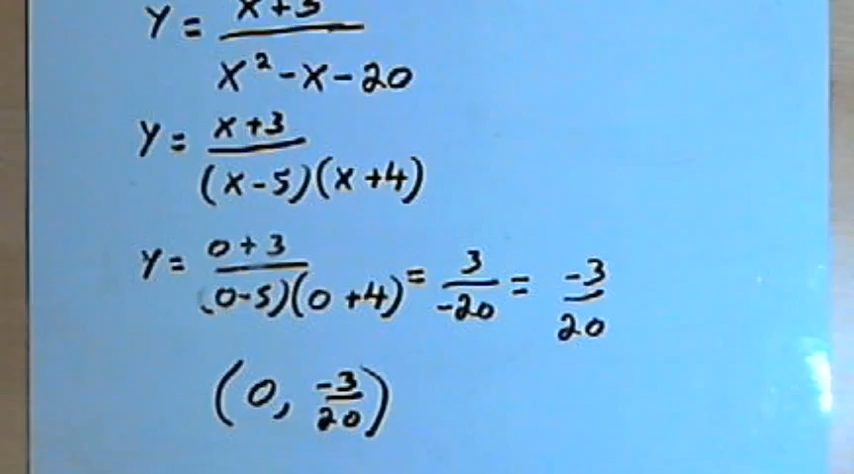 y = x+3 / x² - x - 20
y = x+3 / (x-5)(x+4)
y = 0+3 / (0-5)(0+4) = 3 / -20 = -3 / 20
(0, -3/20)